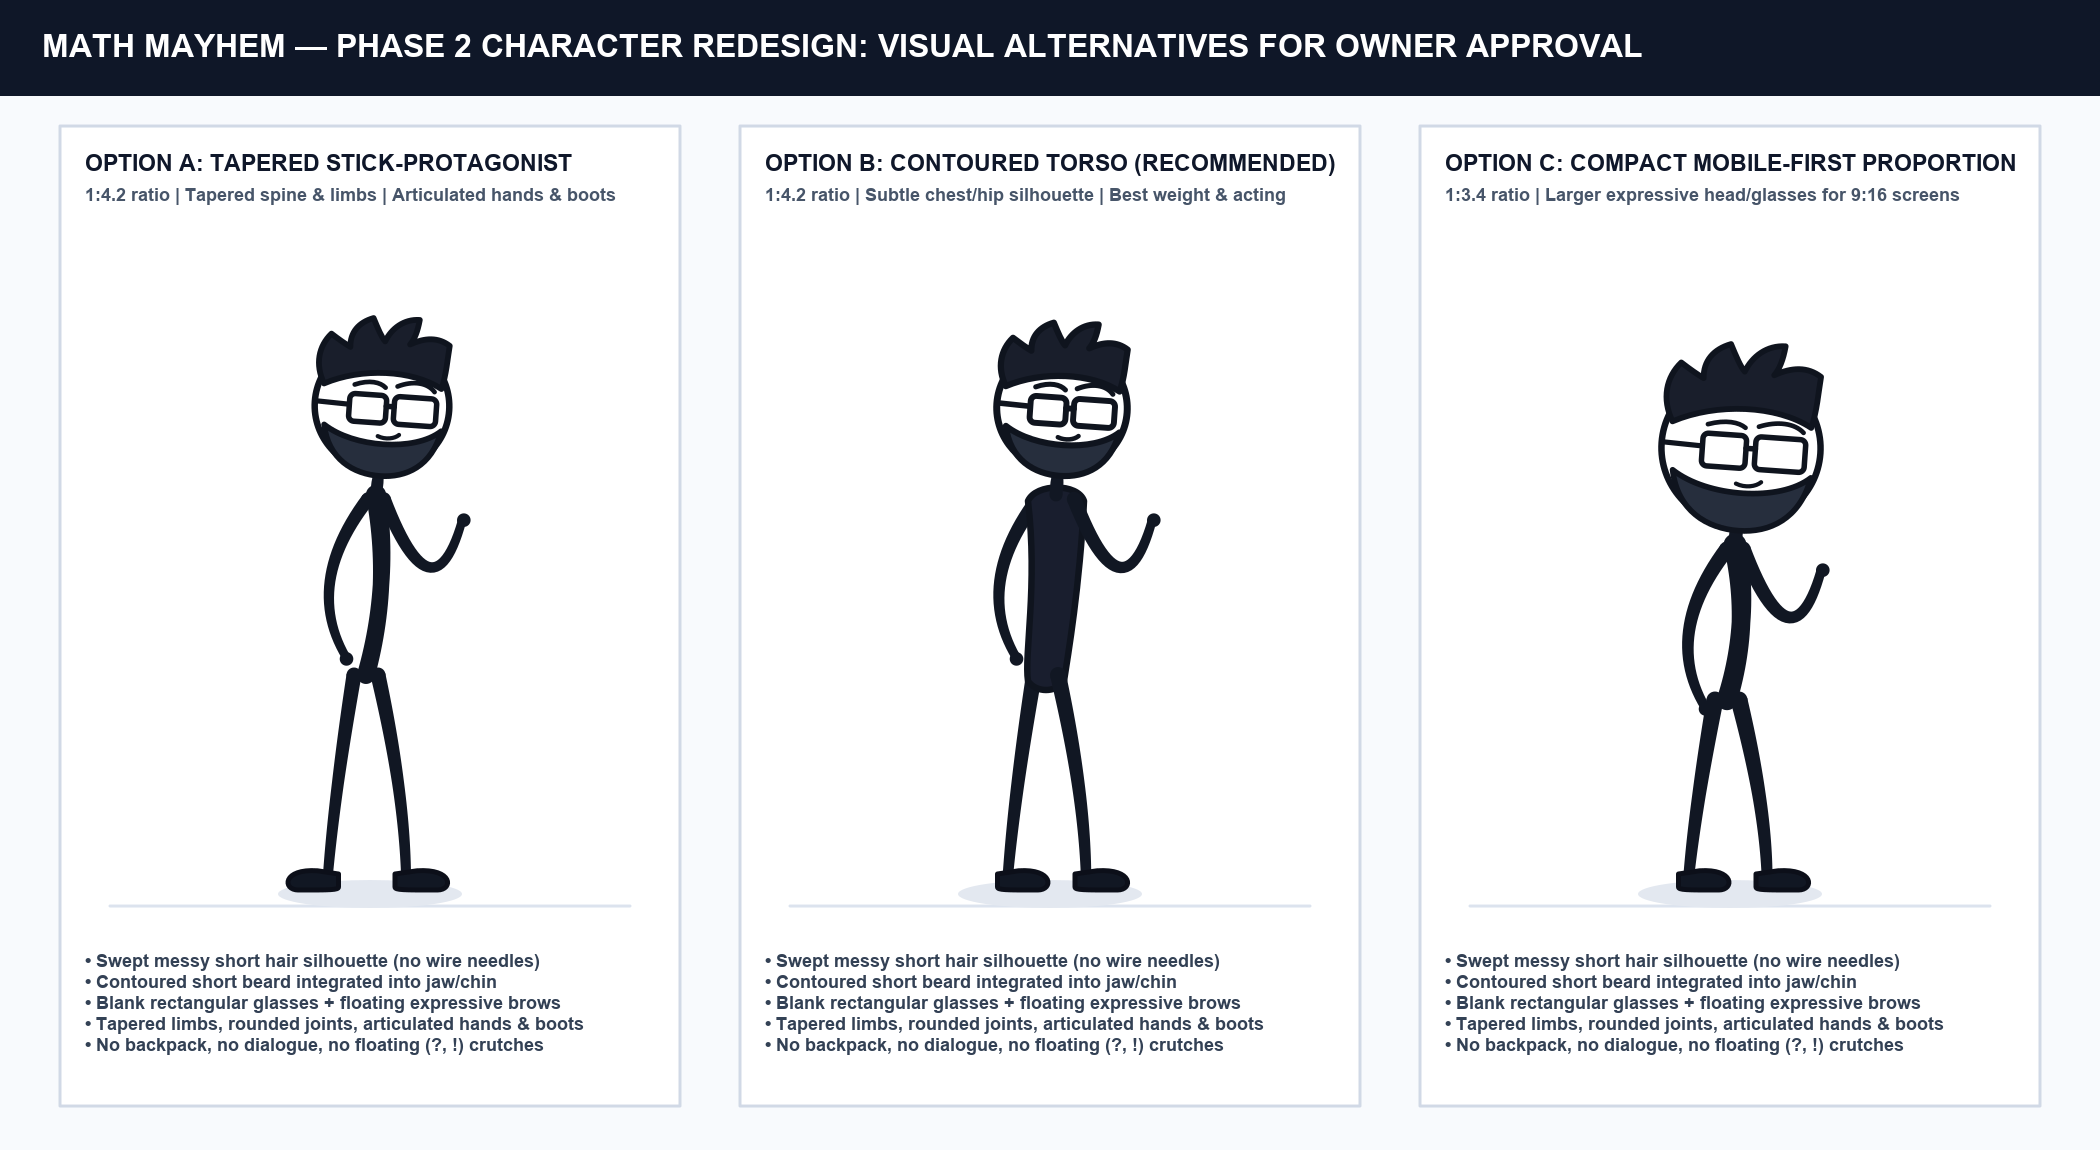 MATH MAYHEM — PHASE 2 CHARACTER REDESIGN: VISUAL ALTERNATIVES FOR OWNER APPROVAL
OPTION A: TAPERED STICK-PROTAGONIST
1:4.2 ratio | Tapered spine & limbs | Articulated hands & boots
• Swept messy short hair silhouette (no wire needles)
• Contoured short beard integrated into jaw/chin
• Blank rectangular glasses + floating expressive brows
• Tapered limbs, rounded joints, articulated hands & boots
• No backpack, no dialogue, no floating (?, !) crutches
OPTION B: CONTOURED TORSO (RECOMMENDED)
1:4.2 ratio | Subtle chest/hip silhouette | Best weight & acting
• Swept messy short hair silhouette (no wire needles)
• Contoured short beard integrated into jaw/chin
• Blank rectangular glasses + floating expressive brows
• Tapered limbs, rounded joints, articulated hands & boots
• No backpack, no dialogue, no floating (?, !) crutches
OPTION C: COMPACT MOBILE-FIRST PROPORTION
1:3.4 ratio | Larger expressive head/glasses for 9:16 screens
• Swept messy short hair silhouette (no wire needles)
• Contoured short beard integrated into jaw/chin
• Blank rectangular glasses + floating expressive brows
• Tapered limbs, rounded joints, articulated hands & boots
• No backpack, no dialogue, no floating (?, !) crutches